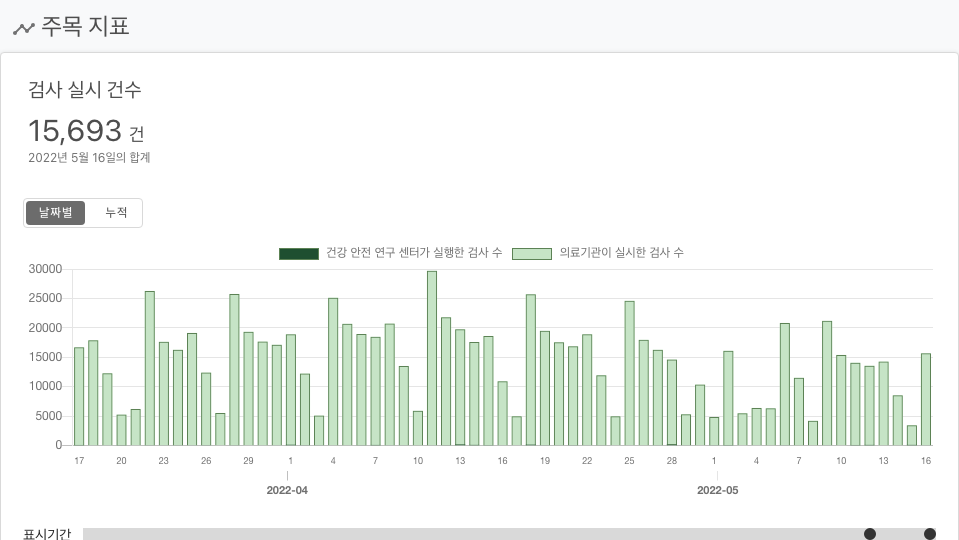 주목 지표
검사 실시 건수
15,693 건
2022년 5월 16일의 합계
날짜별 누적
건강 안전 연구 센터가 실행한 검사 수 의료기관이 실시한 검사 수
30000
25000
20000
15000
10000
5000
0
17 20 23 26 29 1 4 7 10 13 16 19 22 25 28 1 4 7 10 13 16
2022-04 2022-05
표시기간